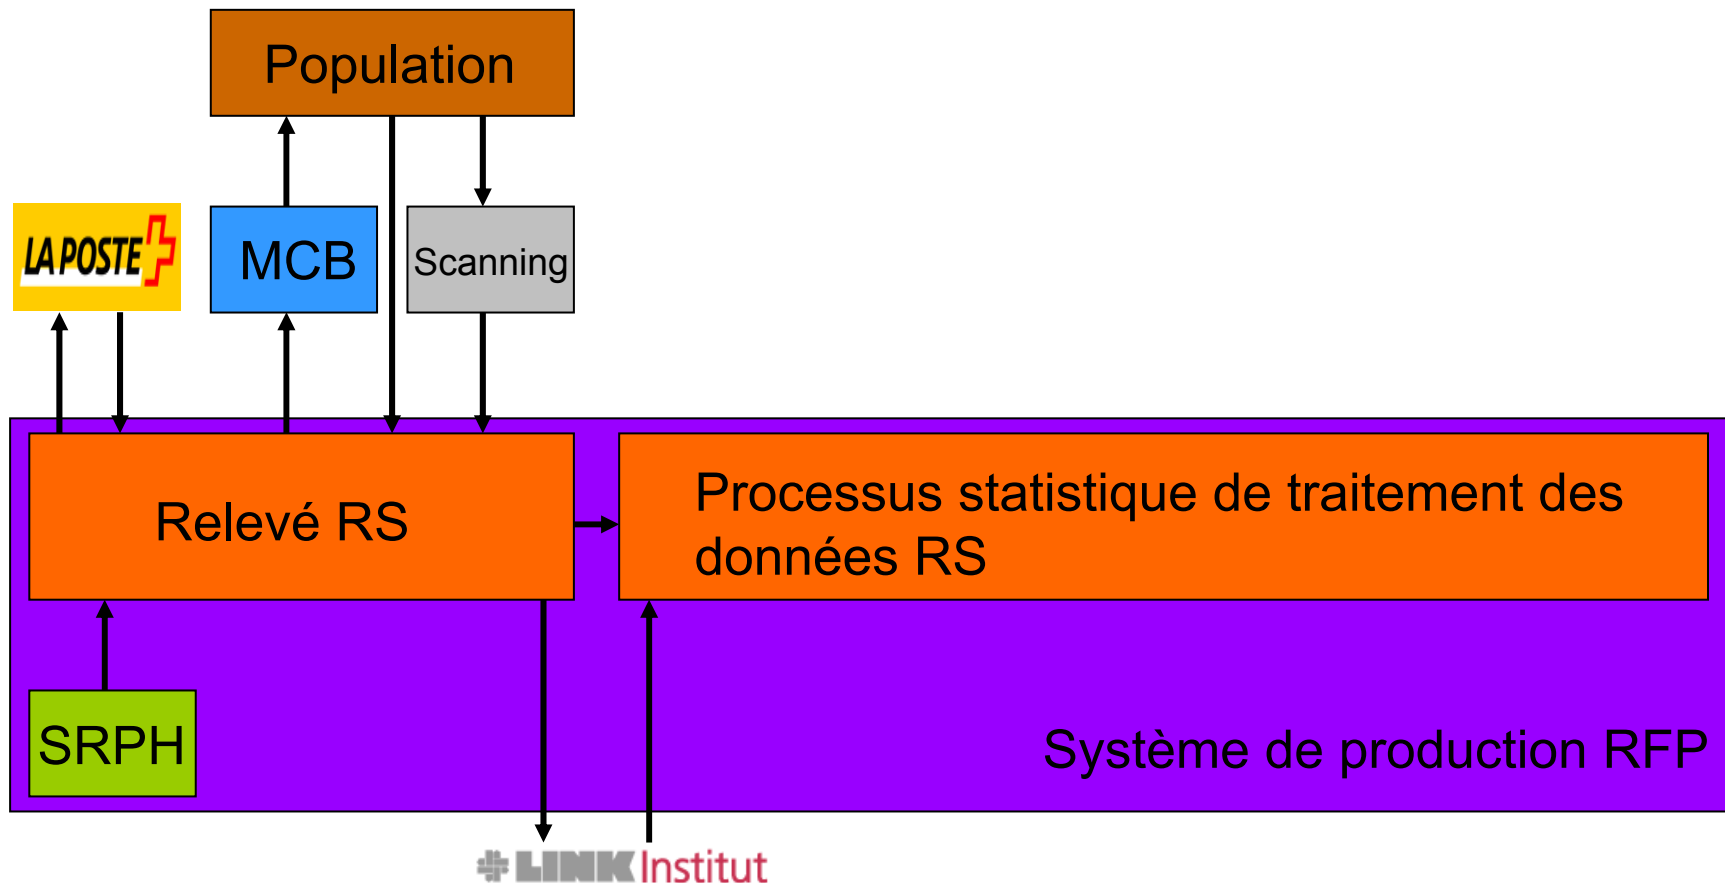 Population
LA POSTE
MCB
Scanning
Relevé RS
Processus statistique de traitement des
données RS
SRPH
Système de production RFP
LINK Institut